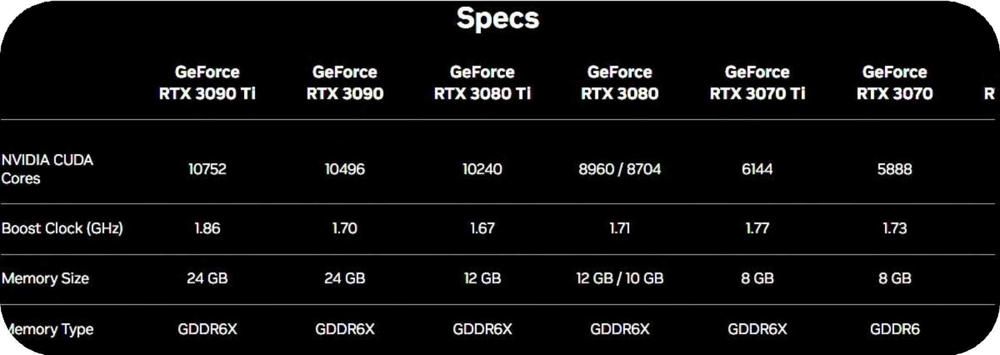 Specs
GeForce RTX 3090 Ti GeForce RTX 3090 GeForce RTX 3080 Ti GeForce RTX 3080 GeForce RTX 3070 Ti GeForce RTX 3070 R
NVIDIA CUDA Cores 10752 10496 10240 8960 / 8704 6144 5888
Boost Clock (GHz) 1.86 1.70 1.67 1.71 1.77 1.73
Memory Size 24 GB 24 GB 12 GB 12 GB / 10 GB 8 GB 8 GB
Memory Type GDDR6X GDDR6X GDDR6X GDDR6X GDDR6X GDDR6